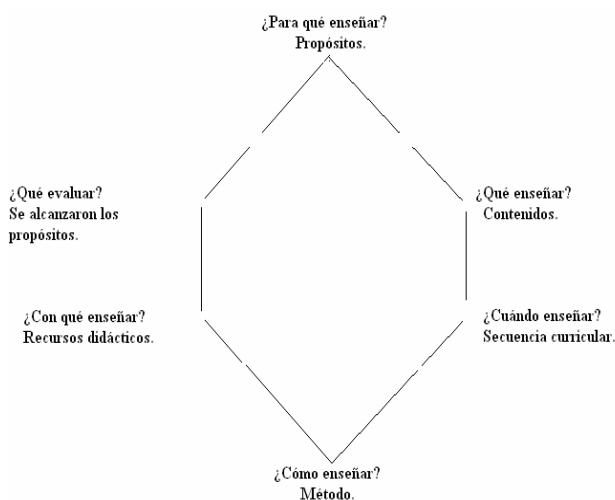 ¿Para qué enseñar?
Propósitos.
¿Qué evaluar?
Se alcanzaron los
propósitos.
¿Qué enseñar?
Contenidos.
¿Con qué enseñar?
Recursos didácticos.
¿Cuándo enseñar?
Secuencia curricular.
¿Cómo enseñar?
Método.